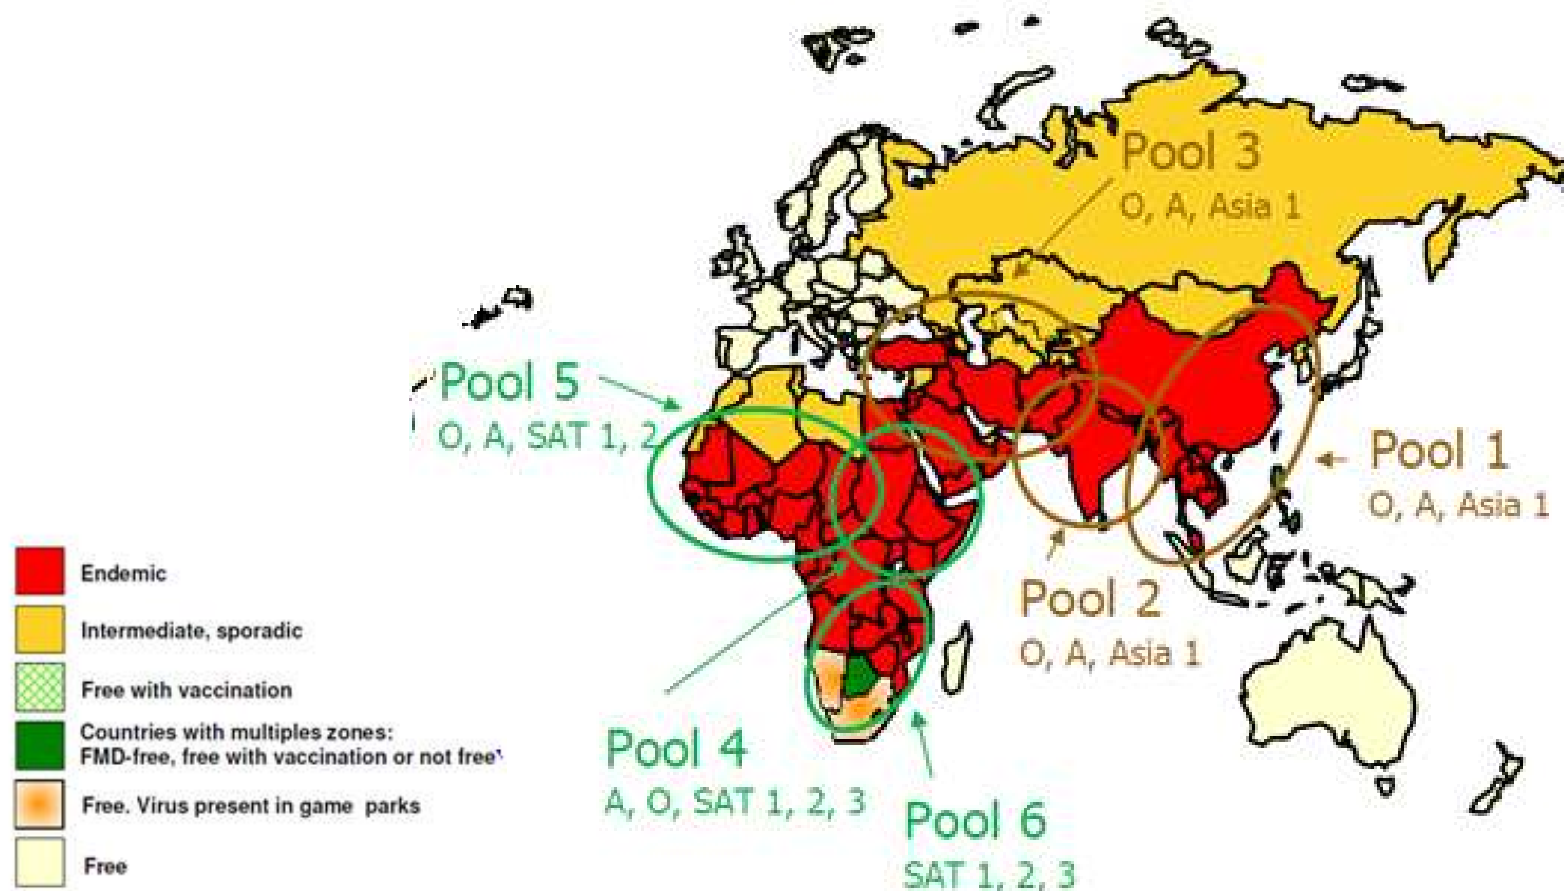 Pool 3
O, A, Asia 1
Pool 5
O, A, SAT 1, 2
Pool 1
O, A, Asia 1
Pool 2
O, A, Asia 1
Pool 4
A, O, SAT 1, 2, 3
Pool 6
SAT 1, 2, 3
Endemic
Intermediate, sporadic
Free with vaccination
Countries with multiples zones:
FMD-free, free with vaccination or not free
Free. Virus present in game parks
Free